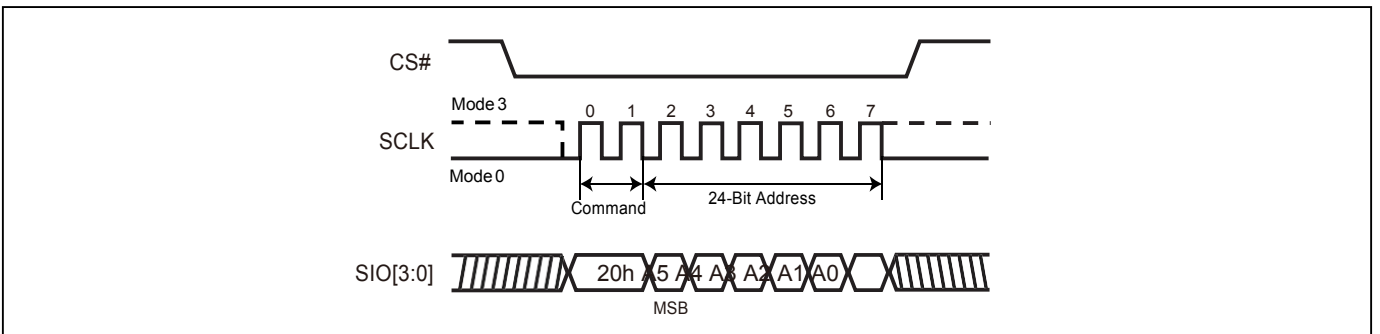 CS#
Mode 3
0 1 2 3 4 5 6 7
SCLK
Mode 0
Command
24-Bit Address
SIO[3:0]
20h A5 A4 A3 A2 A1 A0
MSB